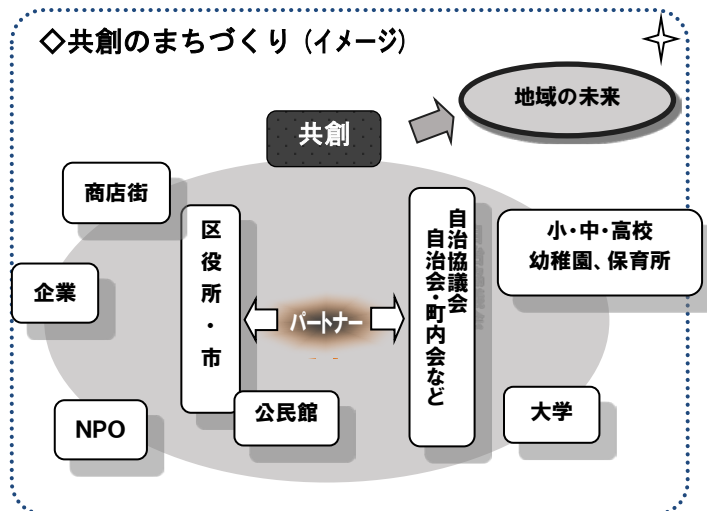 ◇共創のまちづくり（イメージ）
地域の未来
共創
商店街
区役所・市
自治協議会
自治会・町内会など
小・中・高校
幼稚園、保育所
企業
パートナー
公民館
大学
NPO